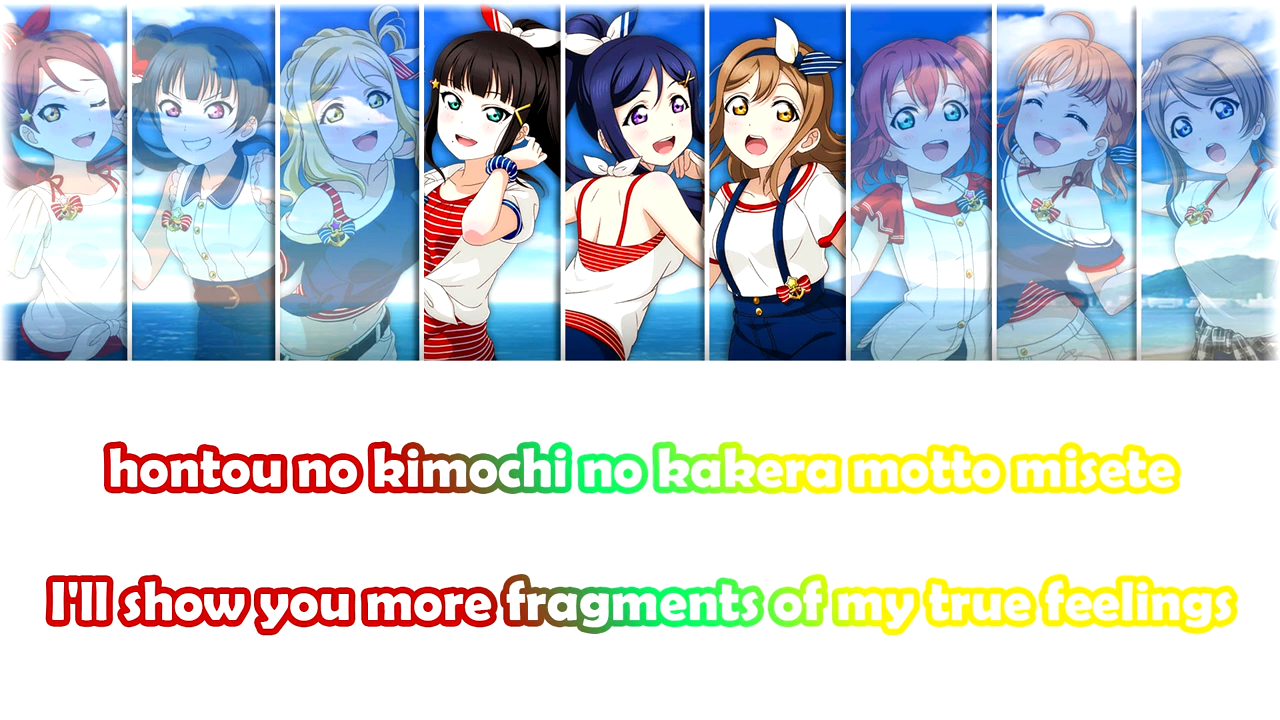 hontou no kimochi no kakera motto misete
I'll show you more fragments of my true feelings